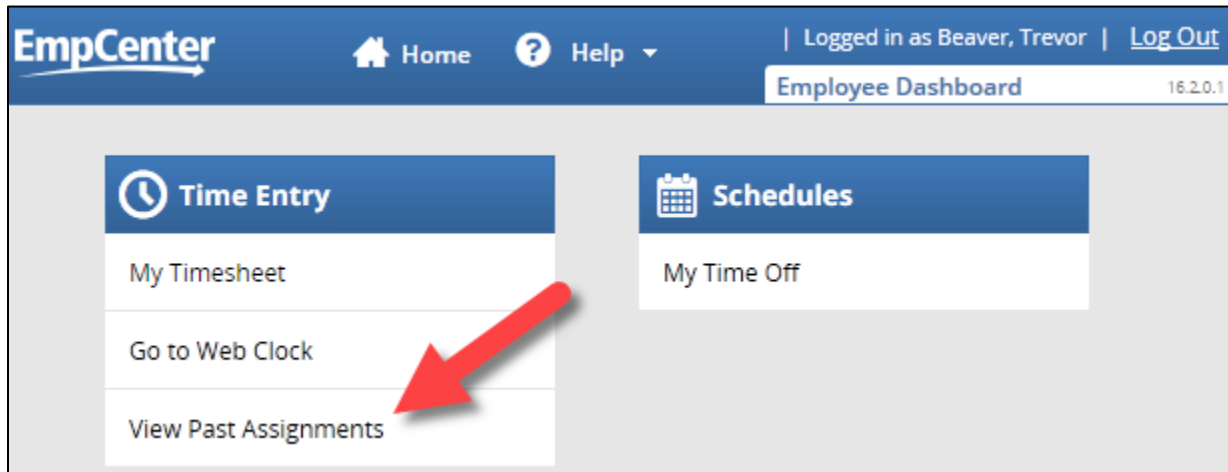 EmpCenter
Home
? Help
| Logged in as Beaver, Trevor | Log Out
Employee Dashboard 16.2.0.1
Time Entry
My Timesheet
Go to Web Clock
View Past Assignments
Schedules
My Time Off